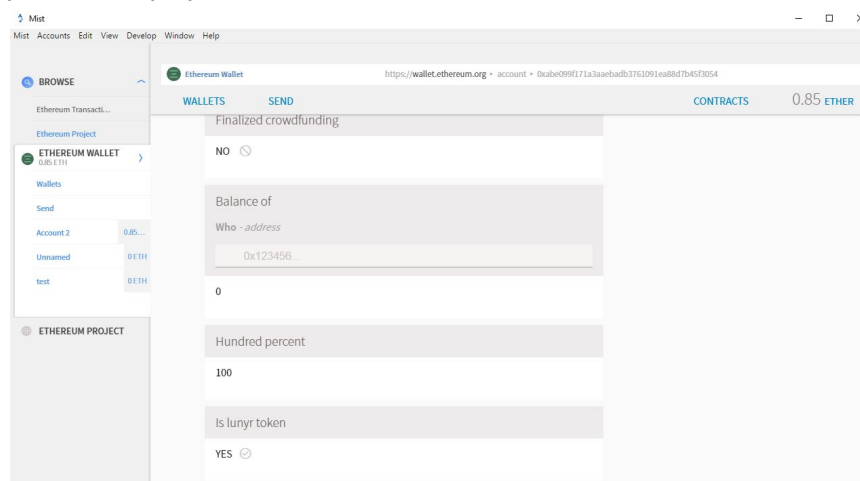 Mist
Mist Accounts Edit View Develop Window Help
BROWSE
Ethereum Transacti...
Ethereum Project
ETHEREUM WALLET
0.85 ETH
Wallets
Send
Account 2 0.85...
Unnamed 0 ETH
test 0 ETH
ETHEREUM PROJECT
Ethereum Wallet https://wallet.ethereum.org • account • 0xabe099f171a3aaebadb3761091ea88d7b45f3054
WALLETS SEND CONTRACTS 0.85 ETHER
Finalized crowdfunding
NO
Balance of
Who - address
0x123456...
0
Hundred percent
100
Is lunyr token
YES